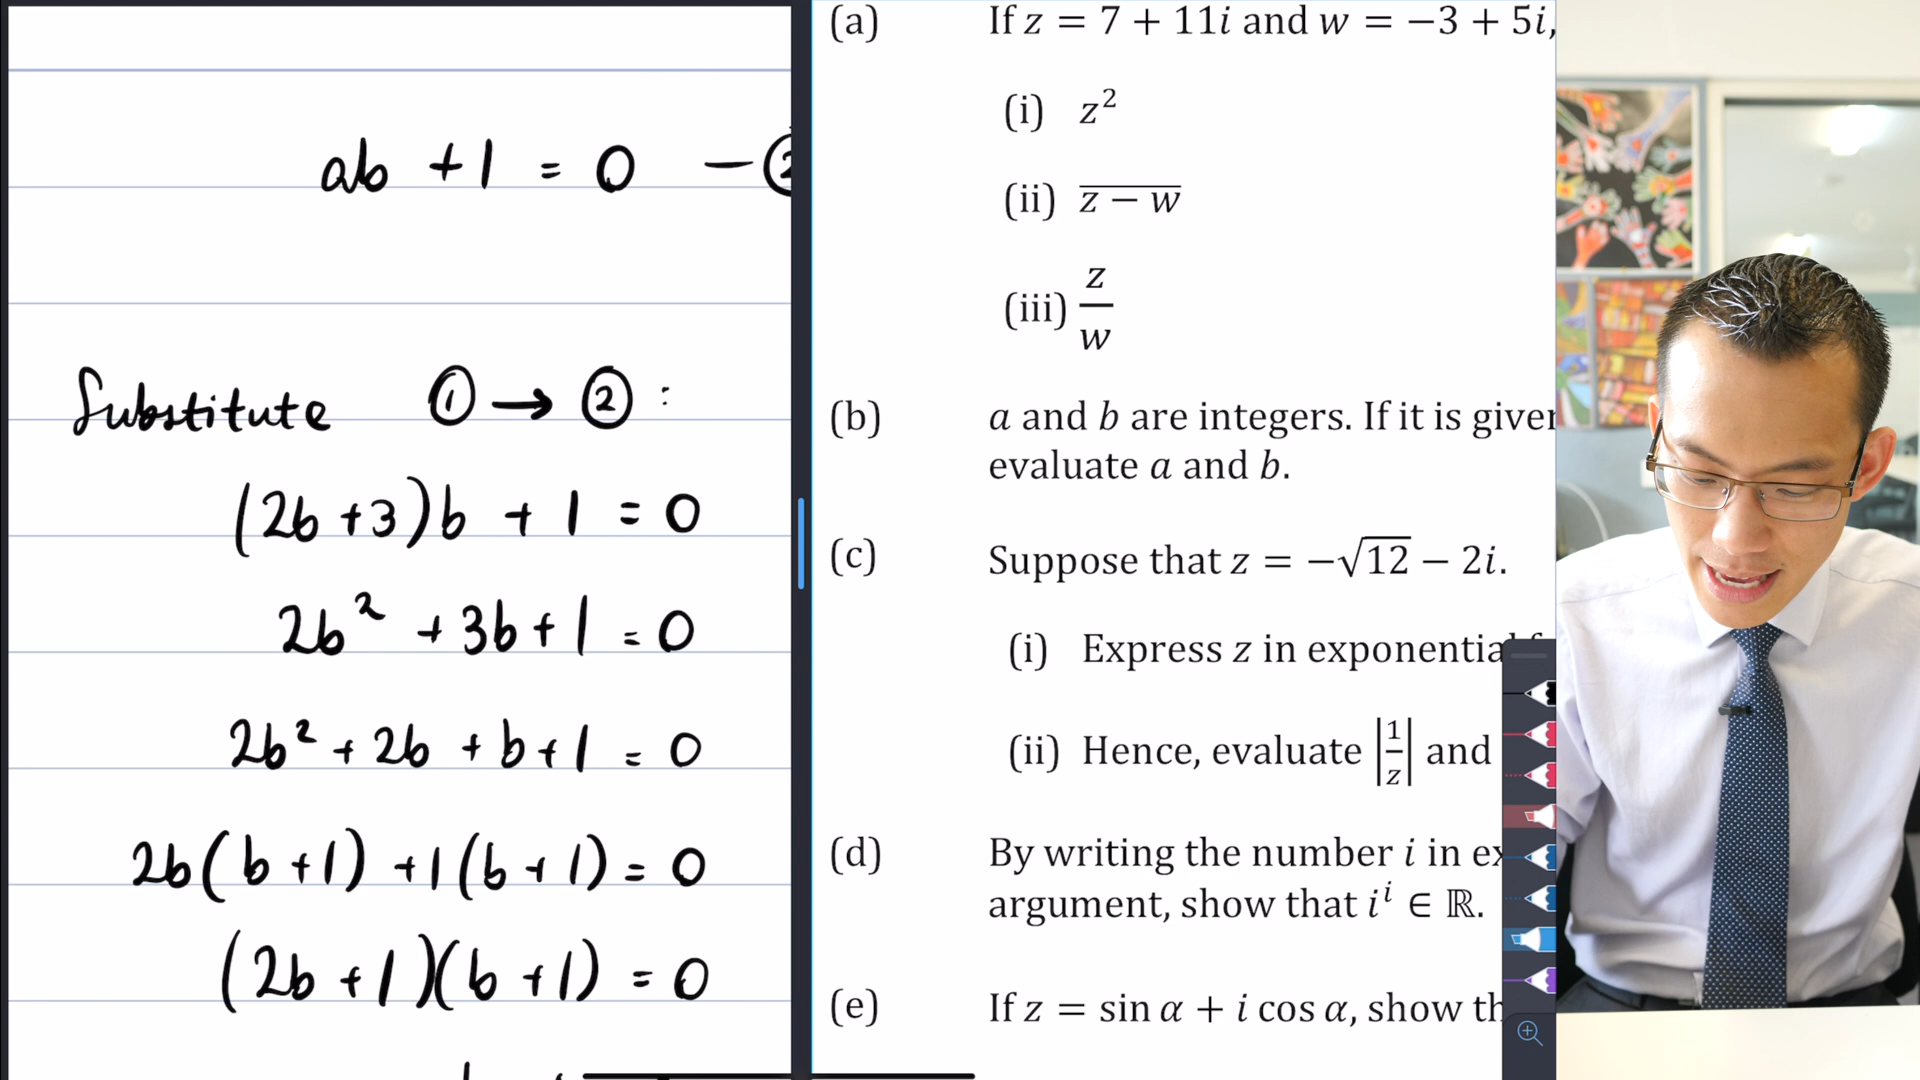 ab + 1 = 0 — ②
Substitute ① → ② :
(2b + 3)b + 1 = 0
2b² + 3b + 1 = 0
2b² + 2b + b + 1 = 0
2b(b + 1) + 1(b + 1) = 0
(2b + 1)(b + 1) = 0
(a) If z = 7 + 11i and w = −3 + 5i,
(i) z²
(ii) z̅ ̅−̅ ̅w̅
(iii) z/w
(b) a and b are integers. If it is given
evaluate a and b.
(c) Suppose that z = −√12 − 2i.
(i) Express z in
(ii) Hence, evaluate |1/z| and
(d) By writing the number i in
argument, show that iⁱ ∈ ℝ.
(e) If z = sin α + i cos α, show